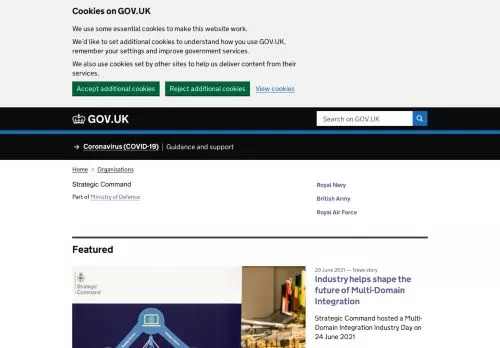 Cookies on GOV.UK
We use some essential cookies to make this website work.
We'd like to set additional cookies to understand how you use GOV.UK,
remember your settings and improve government services.
We also use cookies set by other sites to help us deliver content from their
services.
Accept additional cookies Reject additional cookies View cookies
GOV.UK
Search on GOV.UK
→ Coronavirus (COVID-19) | Guidance and support
Home > Organisations
Strategic Command
Part of Ministry of Defence
Royal Navy
British Army
Royal Air Force
Featured
Strategic
Command
29 June 2021 — News story
Industry helps shape the
future of Multi-Domain
Integration
Strategic Command hosted a Multi-
Domain Integration Industry Day on
24 June 2021